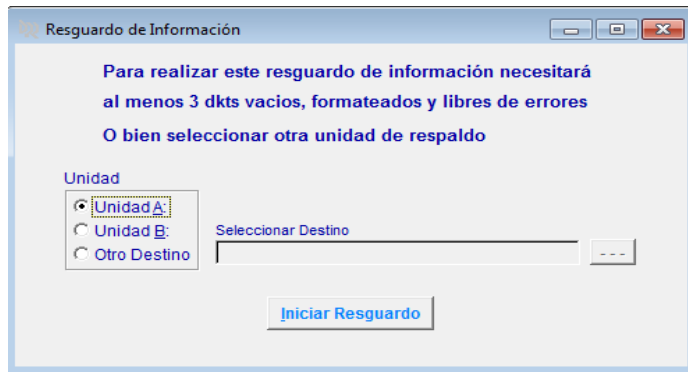 Resguardo de Información
Para realizar este resguardo de información necesitará
al menos 3 dkts vacios, formateados y libres de errores
O bien seleccionar otra unidad de respaldo
Unidad
Unidad A:
Unidad B:
Otro Destino
Seleccionar Destino
- - -
Iniciar Resguardo